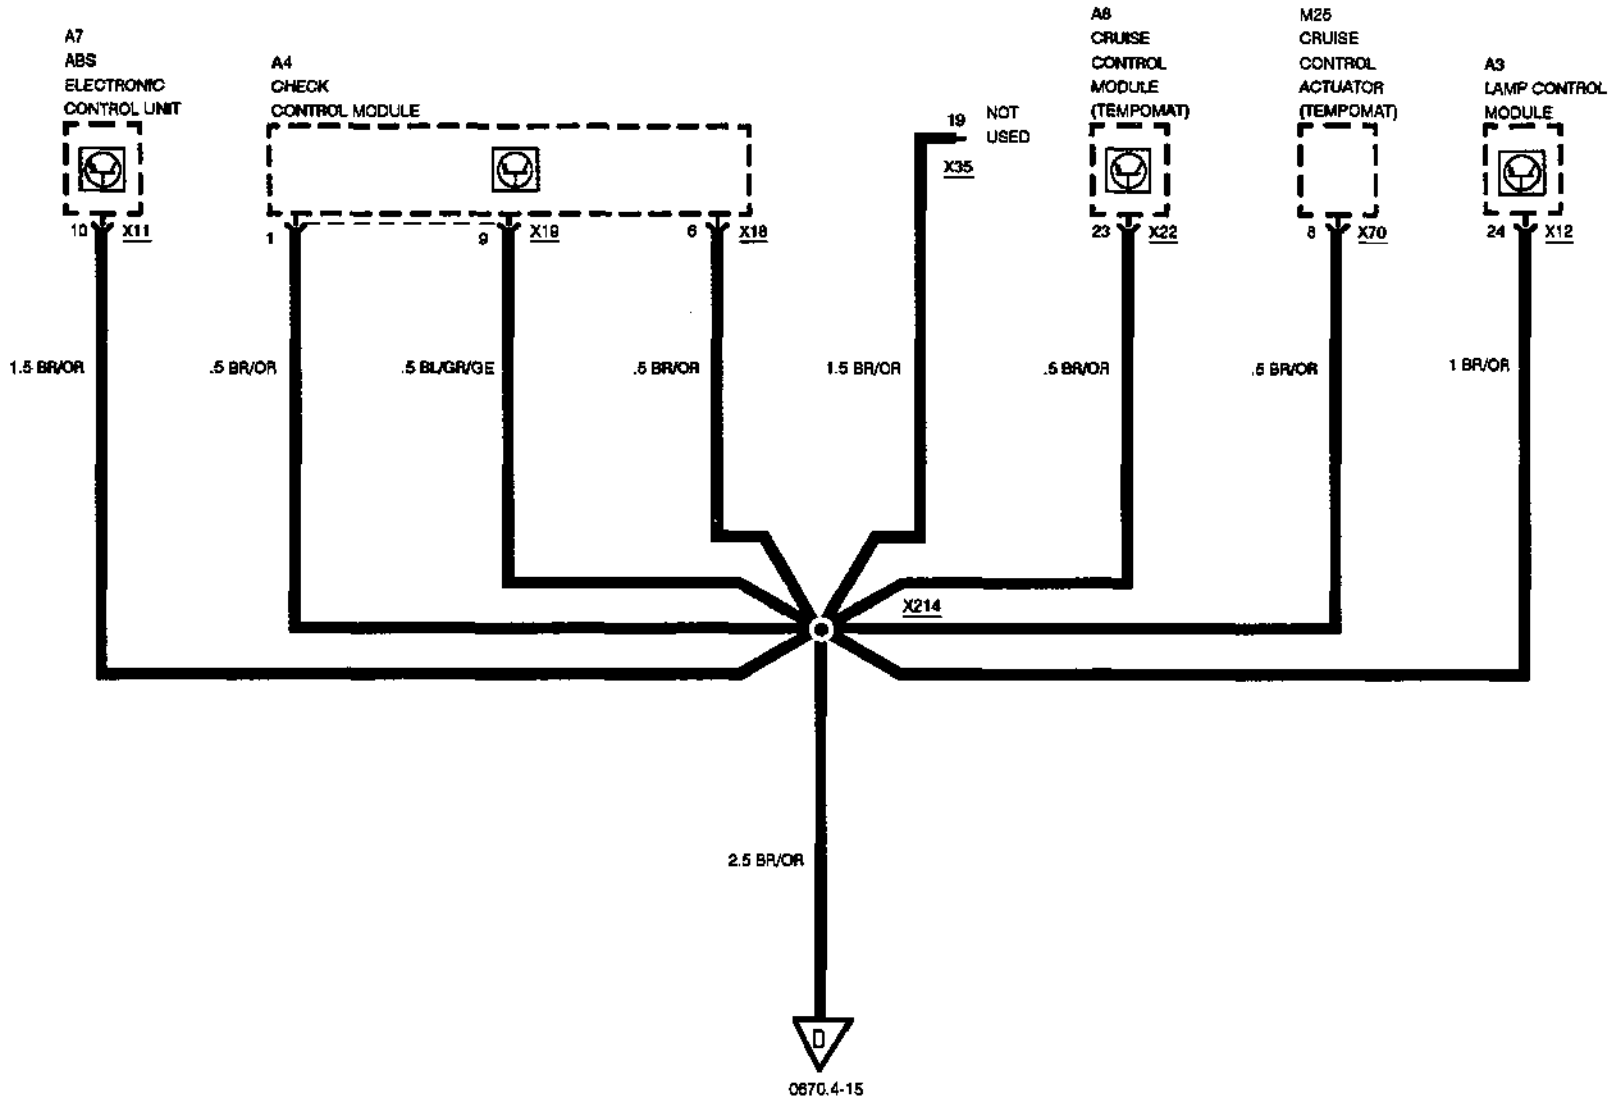 A7
ABS
ELECTRONIC
CONTROL UNIT
A4
CHECK
CONTROL MODULE
19
NOT
USED
X35
A8
CRUISE
CONTROL
MODULE
(TEMPOMAT)
M25
CRUISE
CONTROL
ACTUATOR
(TEMPOMAT)
A3
LAMP CONTROL
MODULE
10 X11
1
9 X19
6 X18
23 X22
8 X70
24 X12
1.5 BR/OR
.5 BR/OR
.5 BL/GR/GE
.5 BR/OR
1.5 BR/OR
.5 BR/OR
.5 BR/OR
1 BR/OR
X214
2.5 BR/OR
D
0670.4-15